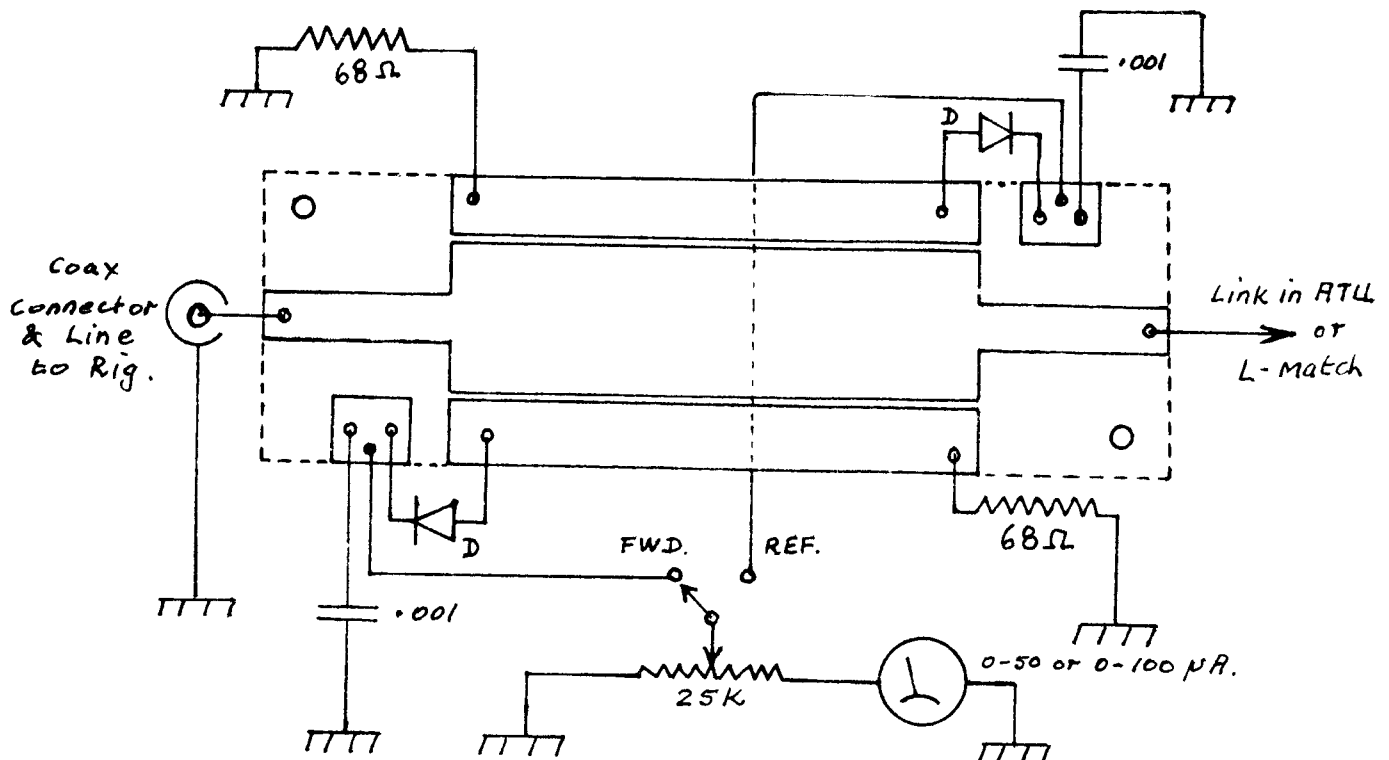 68Ω
.001
D
Coax
Connector
& Line
to Rig.
Link in ATU
or
L-Match
D
FWD.
REF.
68Ω
.001
25K
0-50 or 0-100 μA.